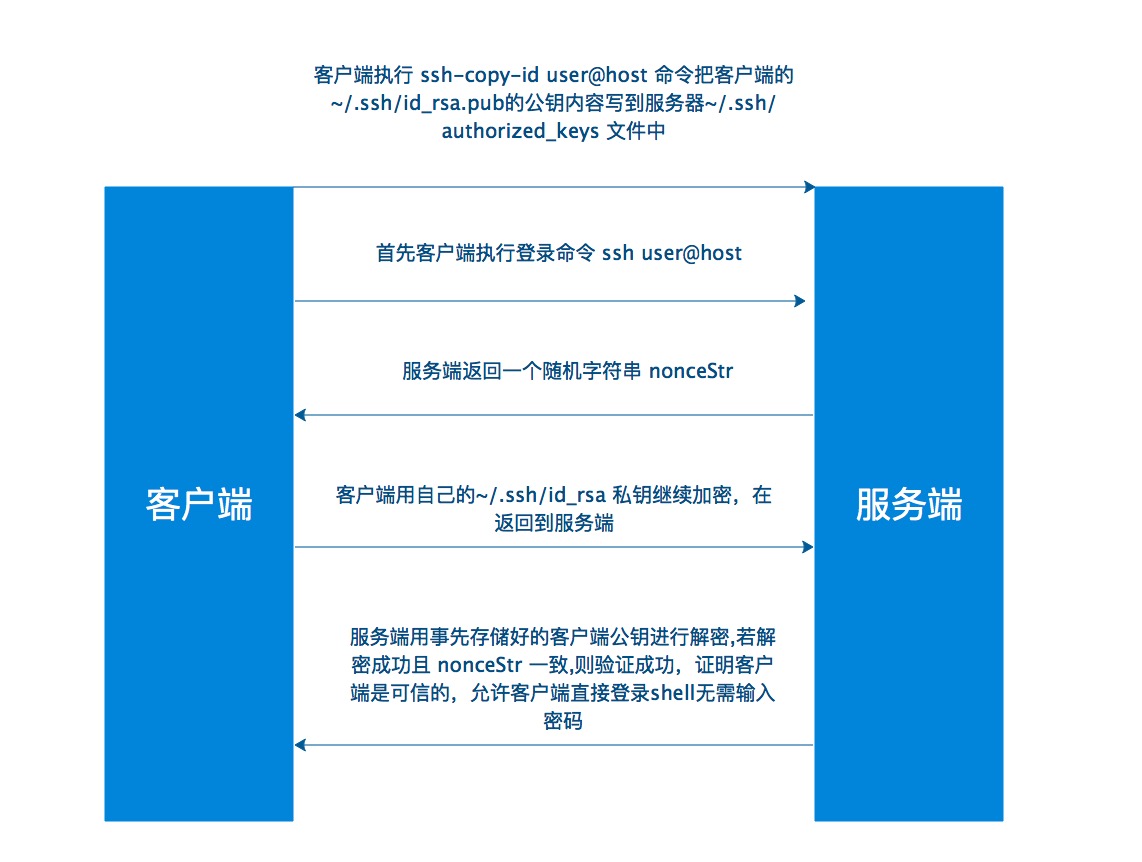 客户端执行 ssh-copy-id user@host 命令把客户端的
~/.ssh/id_rsa.pub的公钥内容写到服务器~/.ssh/
authorized_keys 文件中
首先客户端执行登录命令 ssh user@host
服务端返回一个随机字符串 nonceStr
客户端
客户端用自己的~/.ssh/id_rsa 私钥继续加密，在
返回到服务端
服务端
服务端用事先存储好的客户端公钥进行解密,若解
密成功且 nonceStr 一致,则验证成功，证明客户
端是可信的，允许客户端直接登录shell无需输入
密码